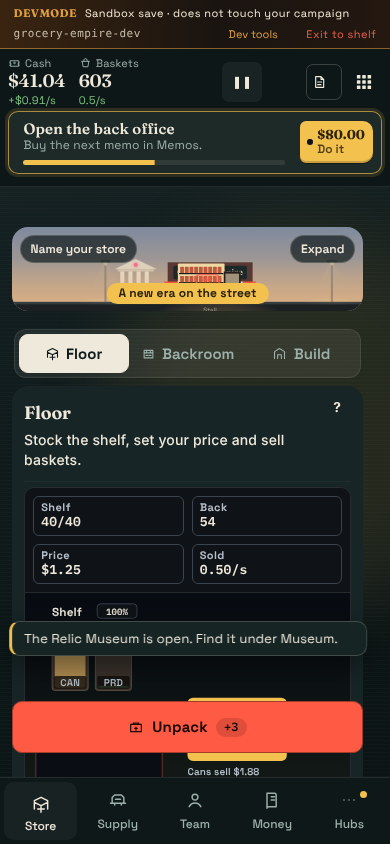 DEVMODE Sandbox save · does not touch your campaign
grocery-empire-dev Dev tools Exit to shelf
Cash Baskets
$41.04 603
+$0.91/s 0.5/s
Open the back office
Buy the next memo in Memos.
$80.00
Do it
Name your store Expand
A new era on the street
Stall
Floor Backroom Build
Floor ?
Stock the shelf, set your price and sell
baskets.
Shelf Back
40/40 54
Price Sold
$1.25 0.50/s
Shelf 100%
The Relic Museum is open. Find it under Museum.
CAN PRD
Unpack +3
Cans sell $1.88
Store Supply Team Money Hubs